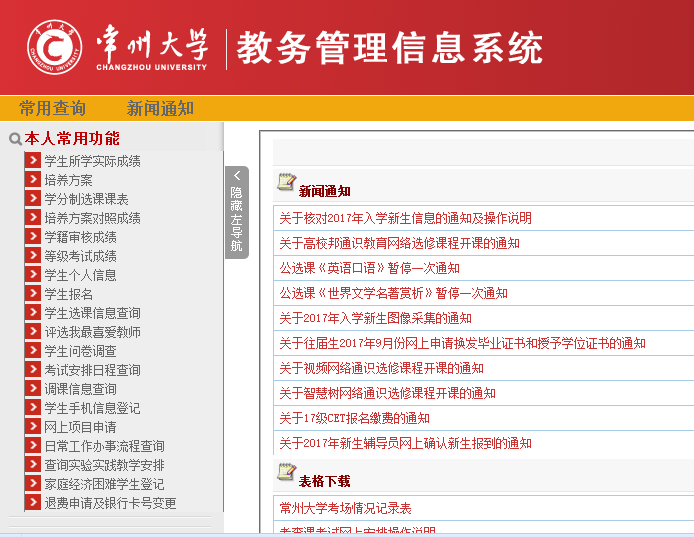 常州大学
CHANGZHOU UNIVERSITY
教务管理信息系统
常用查询 新闻通知
本人常用功能
学生所学实际成绩
培养方案
学分制选课课表
培养方案对照成绩
学籍审核成绩
等级考试成绩
学生个人信息
学生报名
学生选课信息查询
评选我最喜爱教师
学生问卷调查
考试安排日程查询
调课信息查询
学生手机信息登记
网上项目申请
日常工作办事流程查询
查询实验实践教学安排
家庭经济困难学生登记
退费申请及银行卡号变更
隐藏左导航
新闻通知
关于核对2017年入学新生信息的通知及操作说明
关于高校邦通识教育网络选修课程开课的通知
公选课《英语口语》暂停一次通知
公选课《世界文学名著赏析》暂停一次通知
关于2017年入学新生图像采集的通知
关于往届生2017年9月份网上申请换发毕业证书和授予学位证书的通知
关于视频网络通识选修课程开课的通知
关于智慧树网络通识选修课程开课的通知
关于17级CET报名缴费的通知
关于2017年新生辅导员网上确认新生报到的通知
表格下载
常州大学考场情况记录表
考查课考试网上安排操作说明